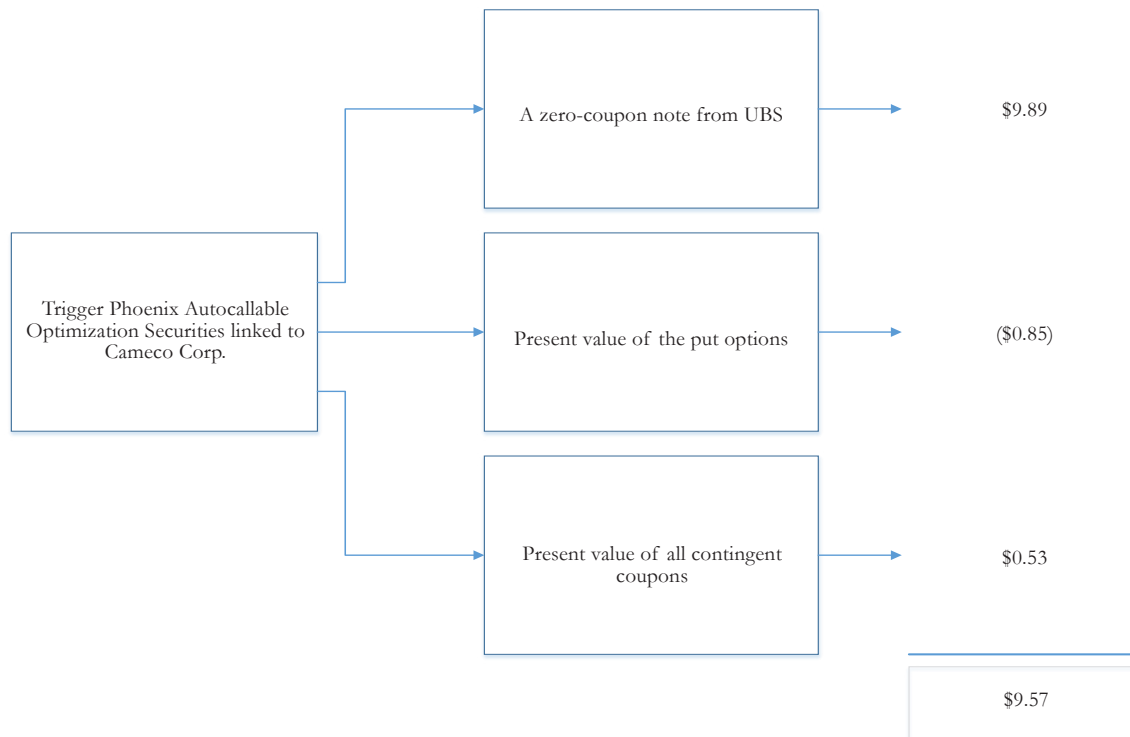 A zero-coupon note from UBS
$9.89
Trigger Phoenix Autocallable
Optimization Securities linked to
Cameco Corp.
Present value of the put options
($0.85)
Present value of all contingent
coupons
$0.53
$9.57